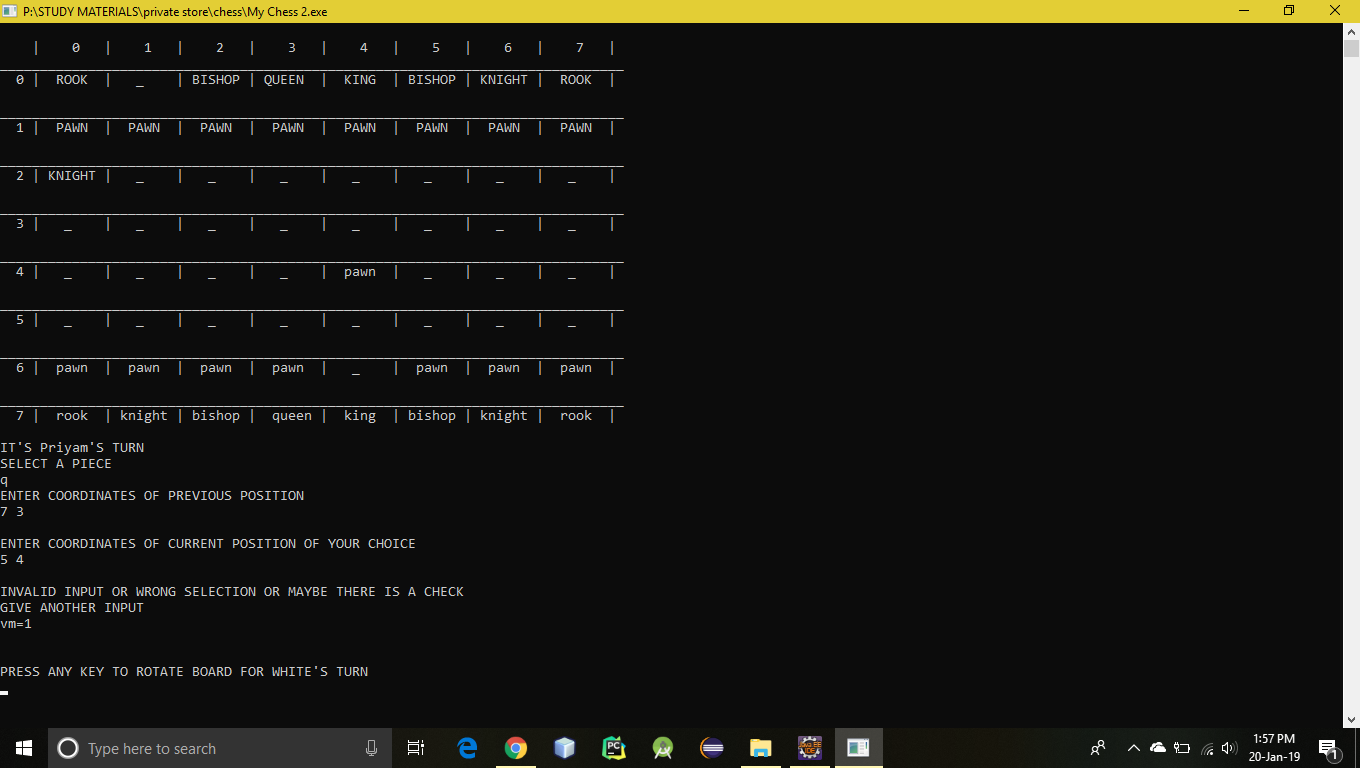 P:\STUDY MATERIALS\private store\chess\My Chess 2.exe
| 0 | 1 | 2 | 3 | 4 | 5 | 6 | 7 |
0 | ROOK | _ | BISHOP | QUEEN | KING | BISHOP | KNIGHT | ROOK |
1 | PAWN | PAWN | PAWN | PAWN | PAWN | PAWN | PAWN | PAWN |
2 | KNIGHT | _ | _ | _ | _ | _ | _ | _ |
3 | _ | _ | _ | _ | _ | _ | _ | _ |
4 | _ | _ | _ | _ | pawn | _ | _ | _ |
5 | _ | _ | _ | _ | _ | _ | _ | _ |
6 | pawn | pawn | pawn | pawn | _ | pawn | pawn | pawn |
7 | rook | knight | bishop | queen | king | bishop | knight | rook |
IT'S Priyam'S TURN
SELECT A PIECE
q
ENTER COORDINATES OF PREVIOUS POSITION
7 3
ENTER COORDINATES OF CURRENT POSITION OF YOUR CHOICE
5 4
INVALID INPUT OR WRONG SELECTION OR MAYBE THERE IS A CHECK
GIVE ANOTHER INPUT
vm=1
PRESS ANY KEY TO ROTATE BOARD FOR WHITE'S TURN
Type here to search
PC
1:57 PM
20-Jan-19
1